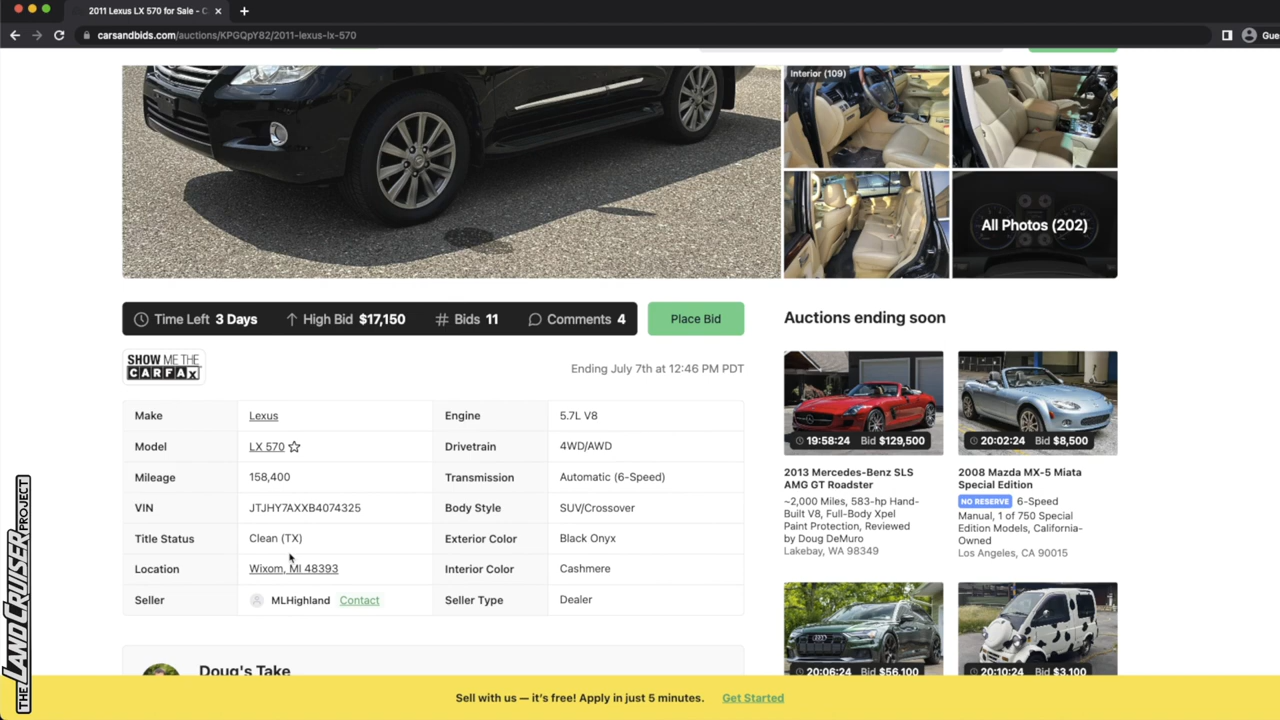 2011 Lexus LX 570 for Sale - C
carsandbids.com/auctions/KPGQpY82/2011-lexus-lx-570
Gue
Interior (109)
All Photos (202)
Time Left 3 Days High Bid $17,150 # Bids 11 Comments 4
Place Bid
Auctions ending soon
SHOW ME THE
CARFAX
Ending July 7th at 12:46 PM PDT
Make Lexus Engine 5.7L V8
Model LX 570 Drivetrain 4WD/AWD
Mileage 158,400 Transmission Automatic (6-Speed)
VIN JTJHY7AXXB4074325 Body Style SUV/Crossover
Title Status Clean (TX) Exterior Color Black Onyx
Location Wixom, MI 48393 Interior Color Cashmere
Seller MLHighland Contact Seller Type Dealer
19:58:24 Bid $129,500
2013 Mercedes-Benz SLS
AMG GT Roadster
~2,000 Miles, 583-hp Hand-
Built V8, Full-Body Xpel
Paint Protection, Reviewed
by Doug DeMuro
Lakebay, WA 98349
20:02:24 Bid $8,500
2008 Mazda MX-5 Miata
Special Edition
NO RESERVE 6-Speed
Manual, 1 of 750 Special
Edition Models, California-
Owned
Los Angeles, CA 90015
20:06:24 Bid $56,100
20:10:24 Bid $3,100
Doug's Take
Sell with us — it's free! Apply in just 5 minutes. Get Started
THE LAND CRUISER PROJECT